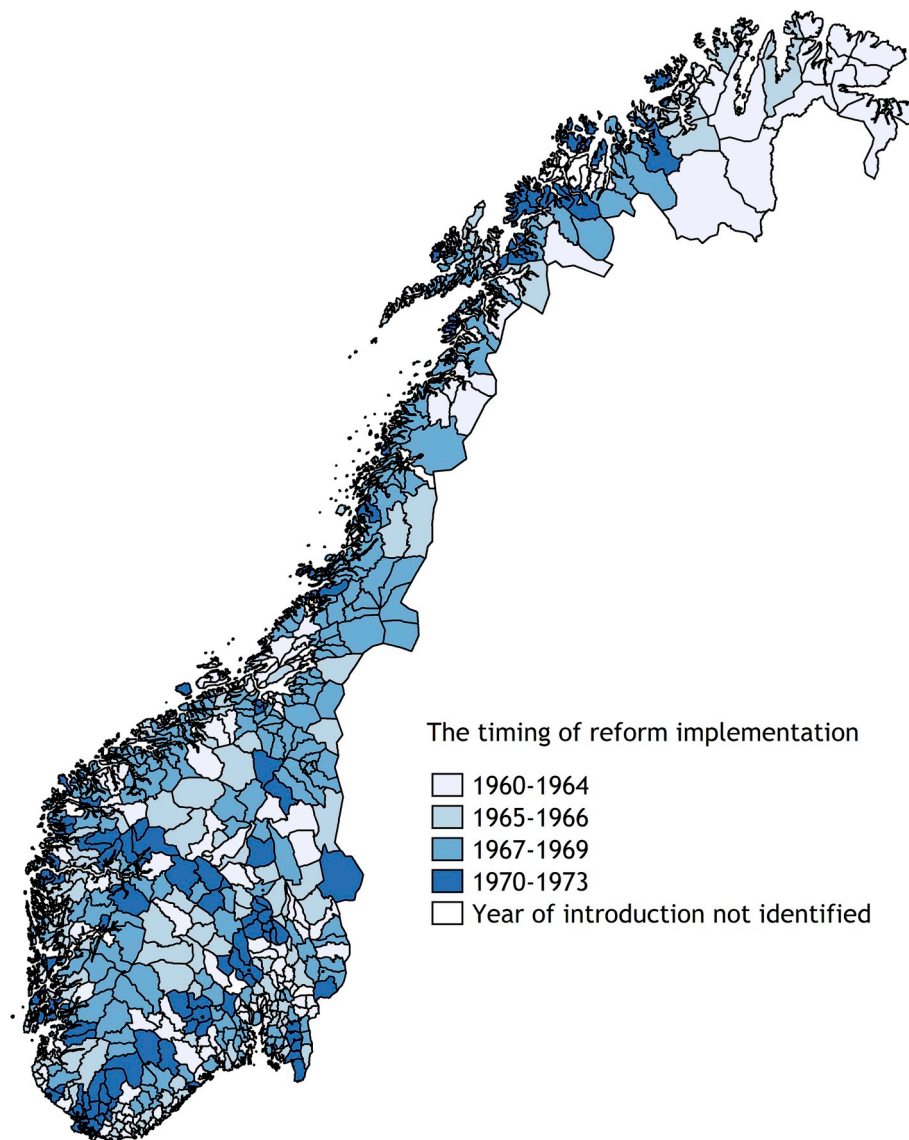 The timing of reform implementation
1960-1964
1965-1966
1967-1969
1970-1973
Year of introduction not identified